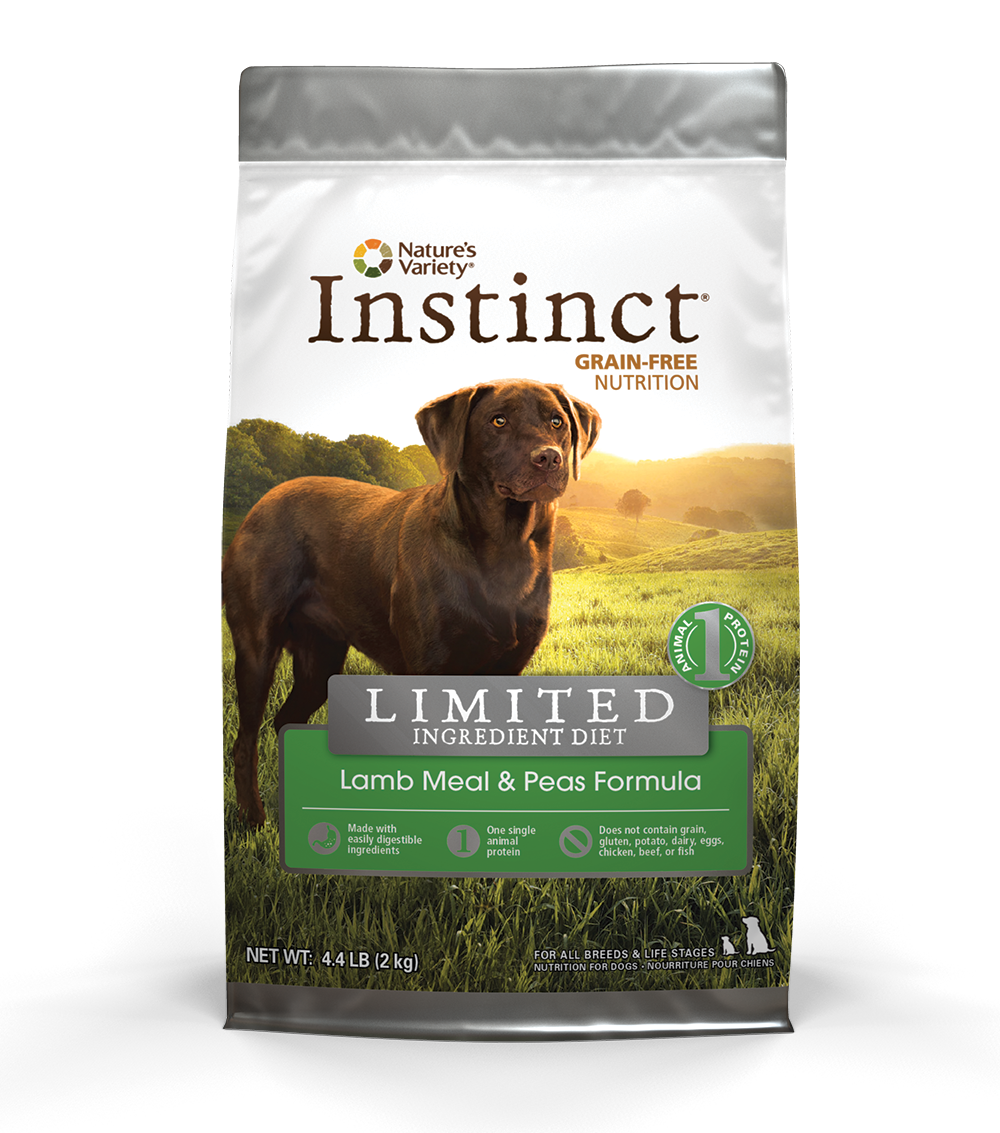 Nature's
Variety®
Instinct®
GRAIN-FREE
NUTRITION
ANIMAL 1 PROTEIN
LIMITED
INGREDIENT DIET
Lamb Meal & Peas Formula
Made with
easily digestible
ingredients
1
One single
animal
protein
Does not contain grain,
gluten, potato, dairy, eggs,
chicken, beef, or fish
NET WT: 4.4 LB (2 kg)
FOR ALL BREEDS & LIFE STAGES
NUTRITION FOR DOGS • NOURRITURE POUR CHIENS